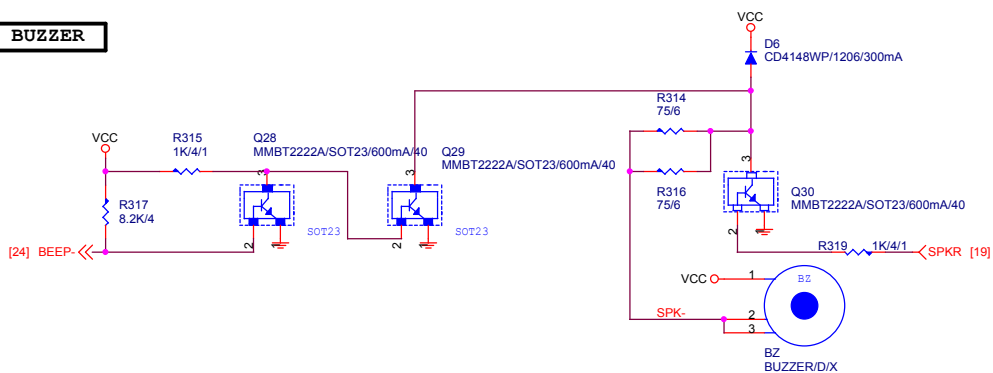 BUZZER
VCC
D6
CD4148WP/1206/300mA
R314
75/6
VCC
R315
1K/4/1
Q28
MMBT2222A/SOT23/600mA/40
Q29
MMBT2222A/SOT23/600mA/40
3
3
3
R317
8.2K/4
R316
75/6
Q30
MMBT2222A/SOT23/600mA/40
SOT23
SOT23
2
1
2
1
2
1
[24] BEEP-
R319
1K/4/1
SPKR [19]
VCC
1
BZ
SPK-
2
3
BZ
BUZZER/D/X